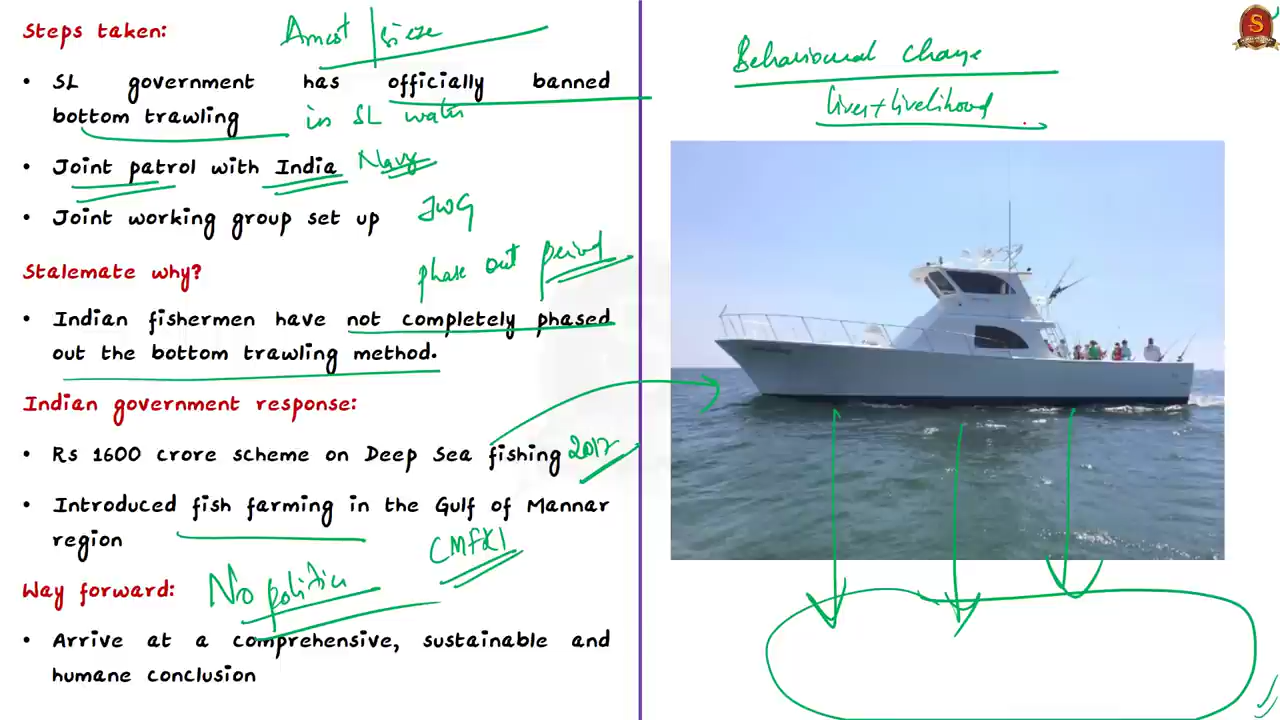 Steps taken:
Arrest | sieze
• SL government has officially banned
bottom trawling in SL water
• Joint patrol with India Navy
• Joint working group set up JWG
Stalemate why?
phase out period
• Indian fishermen have not completely phased
out the bottom trawling method.
Indian government response:
• Rs 1600 crore scheme on Deep Sea fishing 2017
• Introduced fish farming in the Gulf of Mannar
region
CMFRI
Way forward:
No politics
• Arrive at a comprehensive, sustainable and
humane conclusion
Behavioural change
lives + livelihood
S